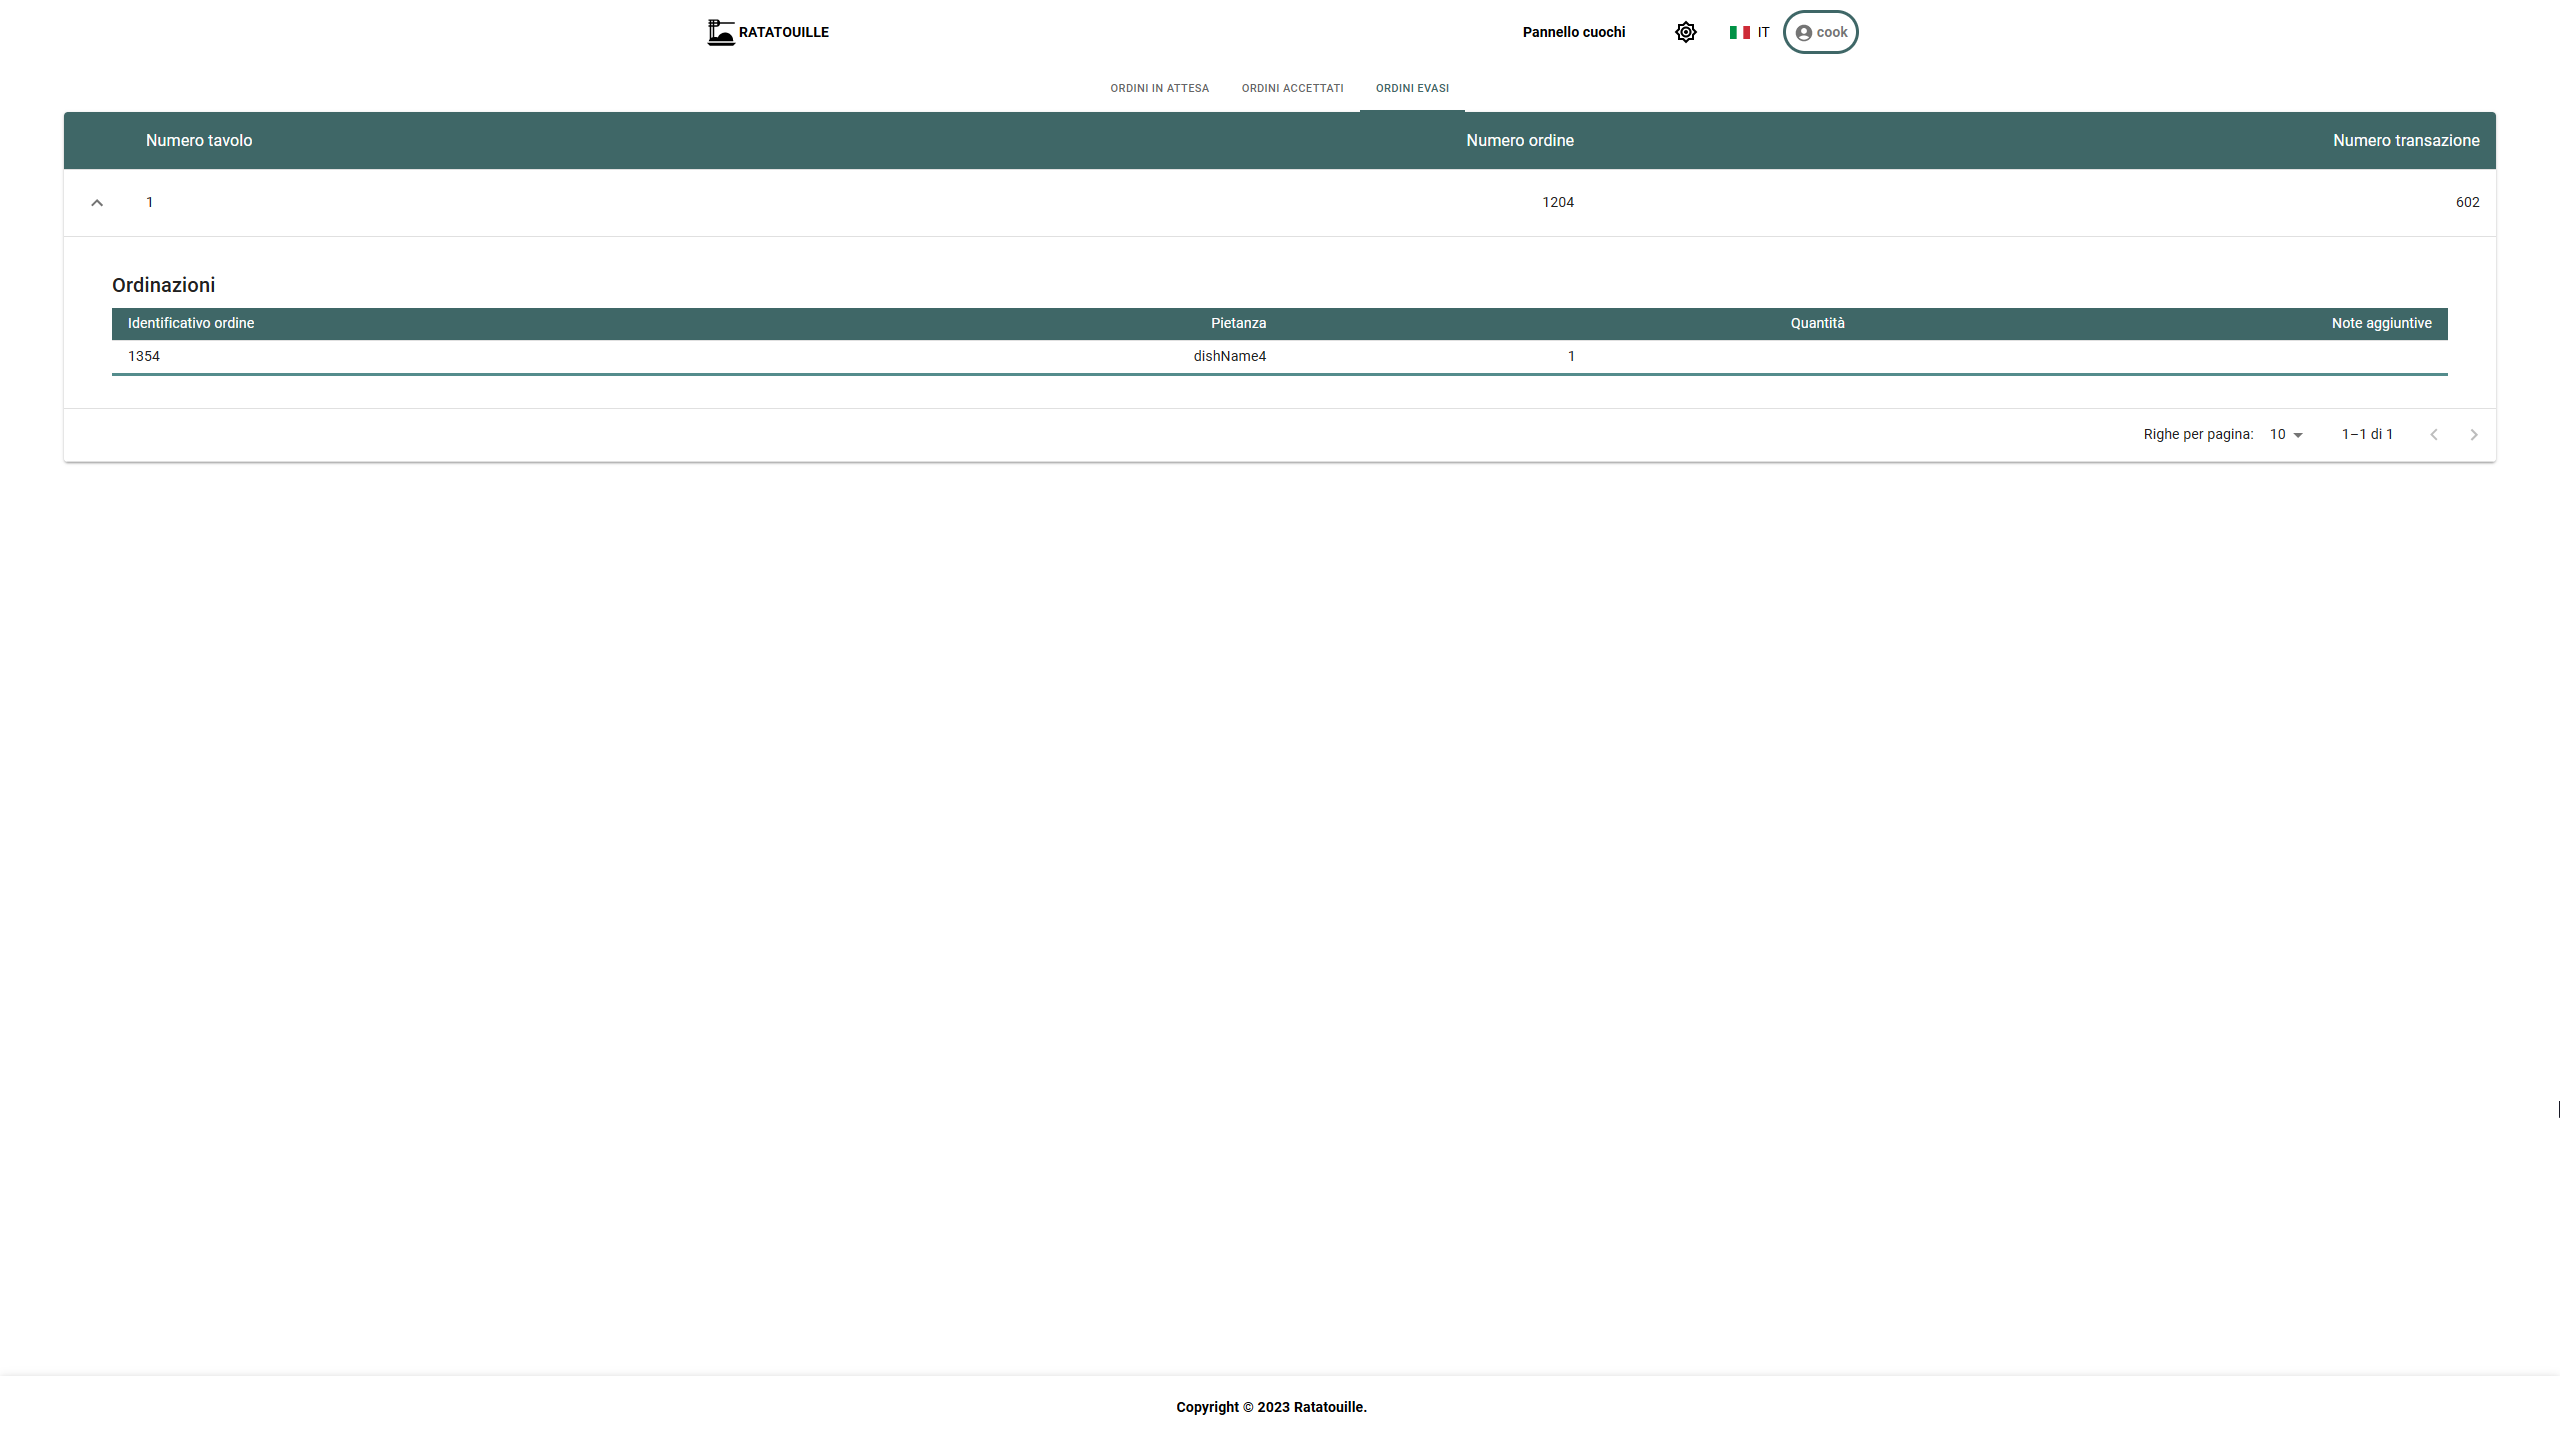 RATATOUILLE
Pannello cuochi
IT
cook
ORDINI IN ATTESA
ORDINI ACCETTATI
ORDINI EVASI
Numero tavolo
Numero ordine
Numero transazione
1
1204
602
Ordinazioni
Identificativo ordine
Pietanza
Quantità
Note aggiuntive
1354
dishName4
1
Righe per pagina:
10
1–1 di 1
Copyright © 2023 Ratatouille.